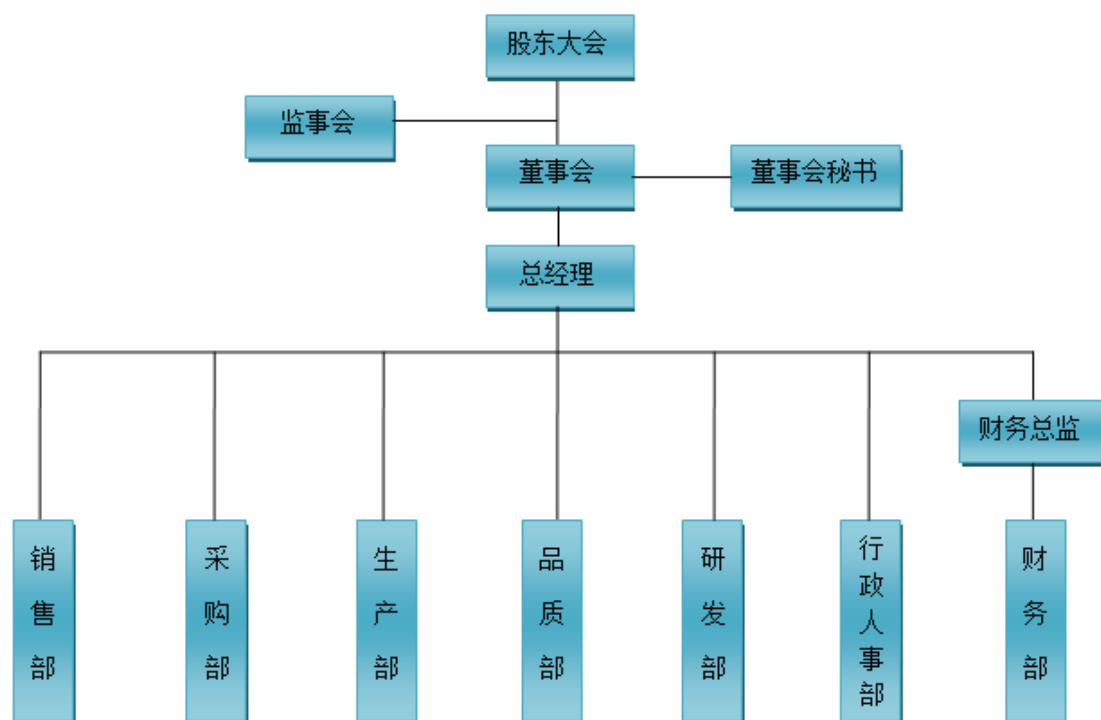 股东大会
监事会
董事会
董事会秘书
总经理
财务总监
销售部
采购部
生产部
品质部
研发部
行政人事部
财务部